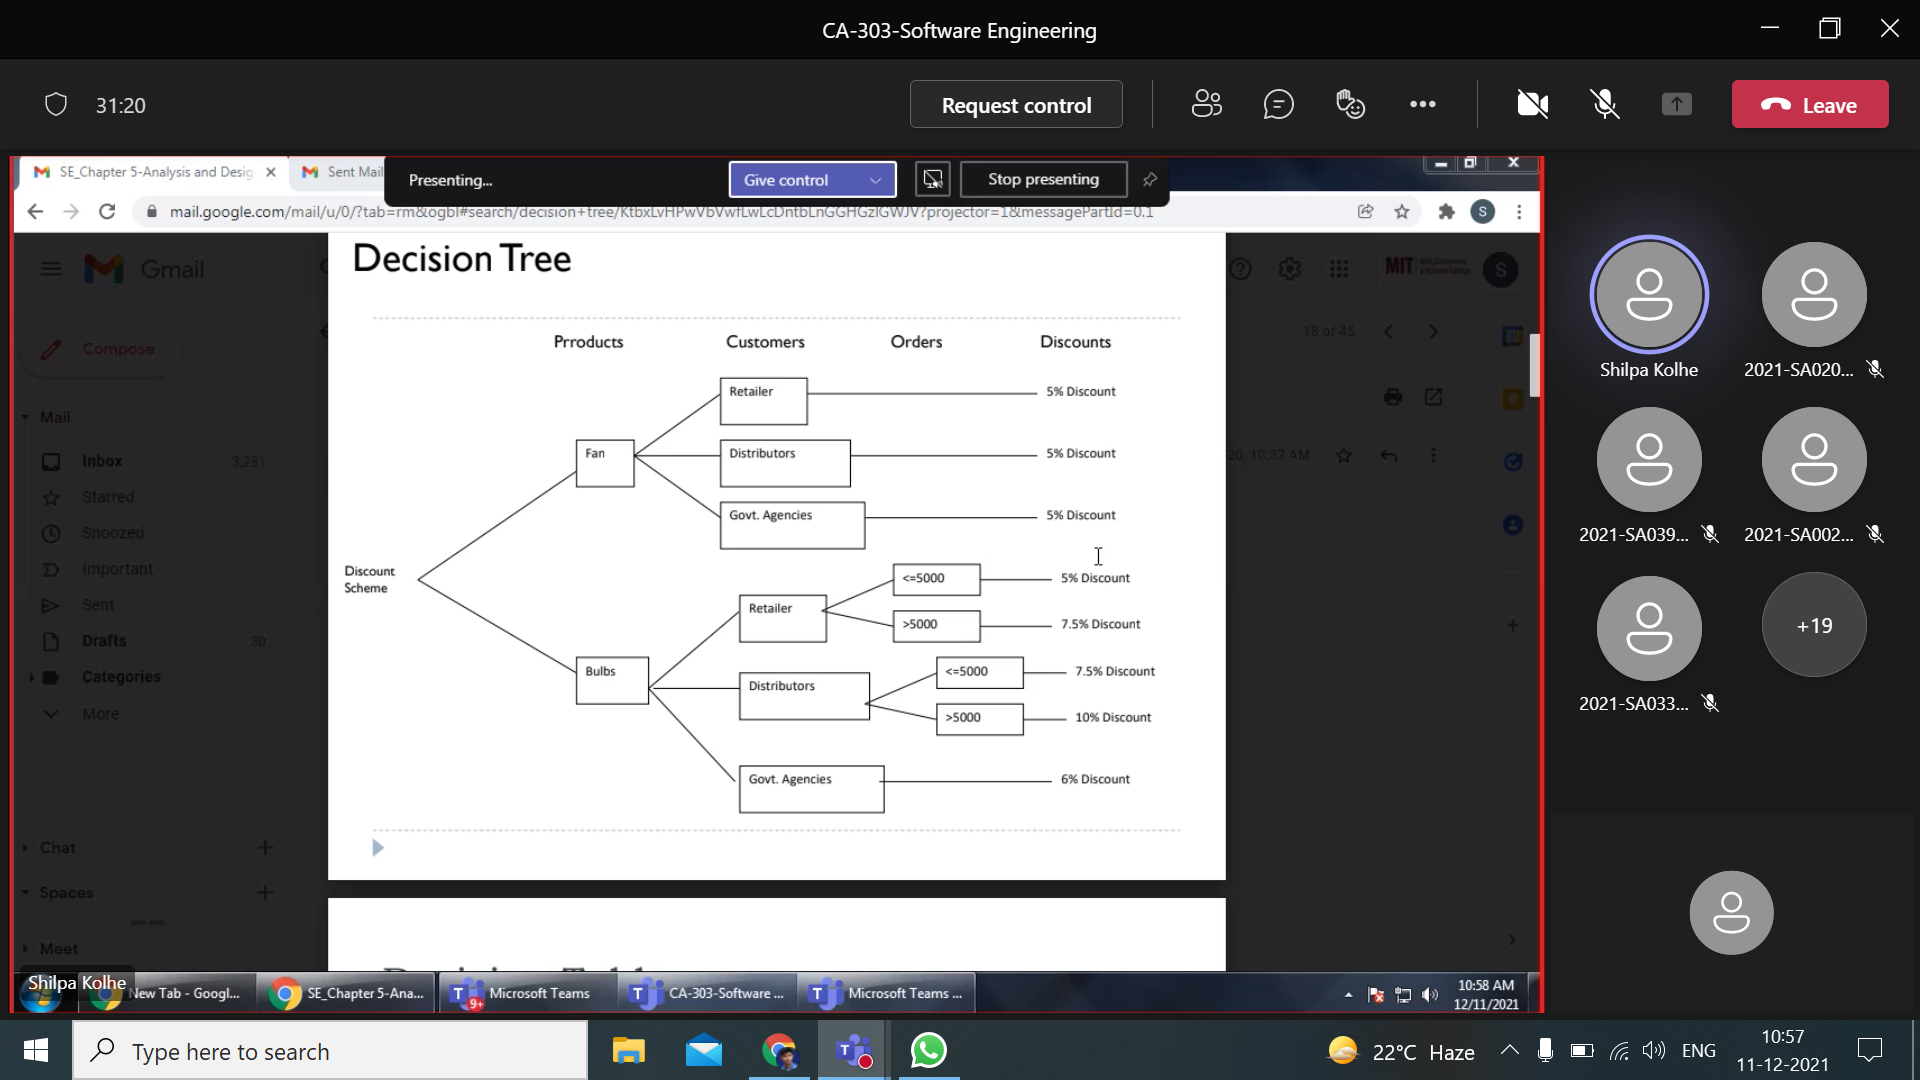 CA-303-Software Engineering
31:20
Request control
Leave
SE_Chapter 5-Analysis and Desig
Sent Mail
Presenting...
Give control
Stop presenting
mail.google.com/mail/u/0/?tab=rm&ogbl#search/decision+tree/KtbxLvHPwVbVwfLwLcDntbLnGGHGzlGWJV?projector=1&messagePartId=0.1
S
Gmail
MIT
S
Compose
18 of 45
Mail
Inbox 3,281
Starred
Snoozed
Important
Sent
Drafts 30
Categories
More
Chat
Spaces
Meet
20, 10:37 AM
Decision Tree
Prroducts Customers Orders Discounts
Retailer 5% Discount
Fan Distributors 5% Discount
Govt. Agencies 5% Discount
Discount
Scheme
<=5000 5% Discount
Retailer
>5000 7.5% Discount
Bulbs
<=5000 7.5% Discount
Distributors
>5000 10% Discount
Govt. Agencies 6% Discount
Shilpa Kolhe
2021-SA020...
2021-SA039...
2021-SA002...
2021-SA033...
+19
Shilpa Kolhe
New Tab - Googl...
SE_Chapter 5-Ana...
9+
Microsoft Teams
CA-303-Software ...
Microsoft Teams ...
10:58 AM
12/11/2021
Type here to search
22°C Haze
ENG
10:57
11-12-2021